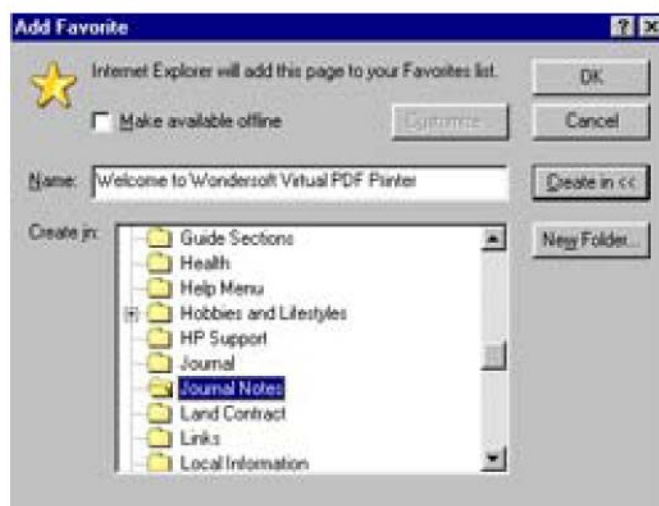 Add Favorite
Internet Explorer will add this page to your Favorites list.
OK
Make available offline
Customize...
Cancel
Name: Welcome to Wondersoft Virtual PDF Printer
Create in <<
Create in:
New Folder...
Guide Sections
Health
Help Menu
Hobbies and Lifestyles
HP Support
Journal
Journal Notes
Land Contract
Links
Local Information